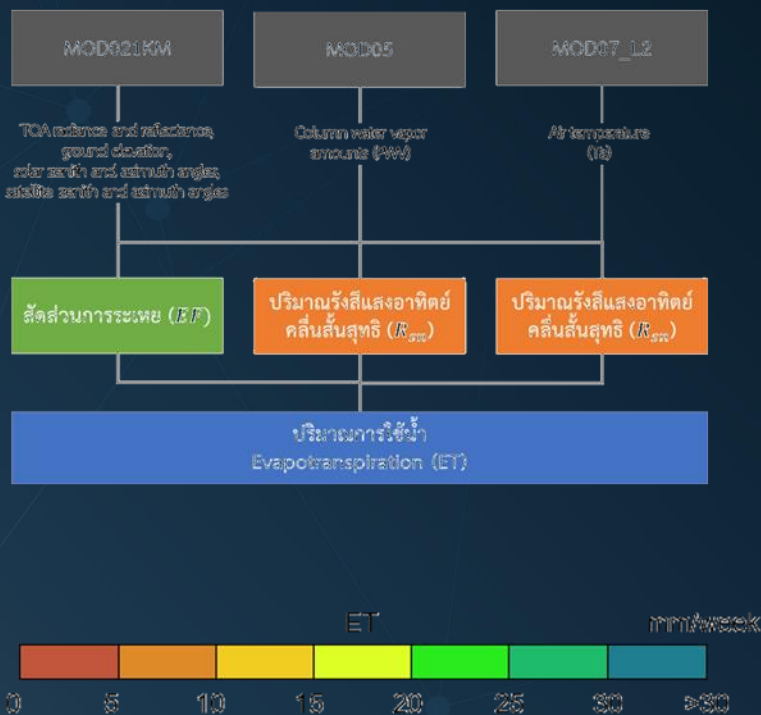 MOD021KM
MOD05
MOD07_L2
TOA radiance and reflectance,
ground elevation,
solar zenith and azimuth angles,
satellite zenith and azimuth angles
Column water vapor
amounts (PWV)
Air temperature
(Ta)
สัดส่วนการระเหย (EF)
ปริมาณรังสีแสงอาทิตย์
คลื่นสั้นสุทธิ (Rsn)
ปริมาณรังสีแสงอาทิตย์
คลื่นสั้นสุทธิ (Rsn)
ปริมาณการใช้น้ำ
Evapotranspiration (ET)
ET
mm/week
0 5 10 15 20 25 30 >30